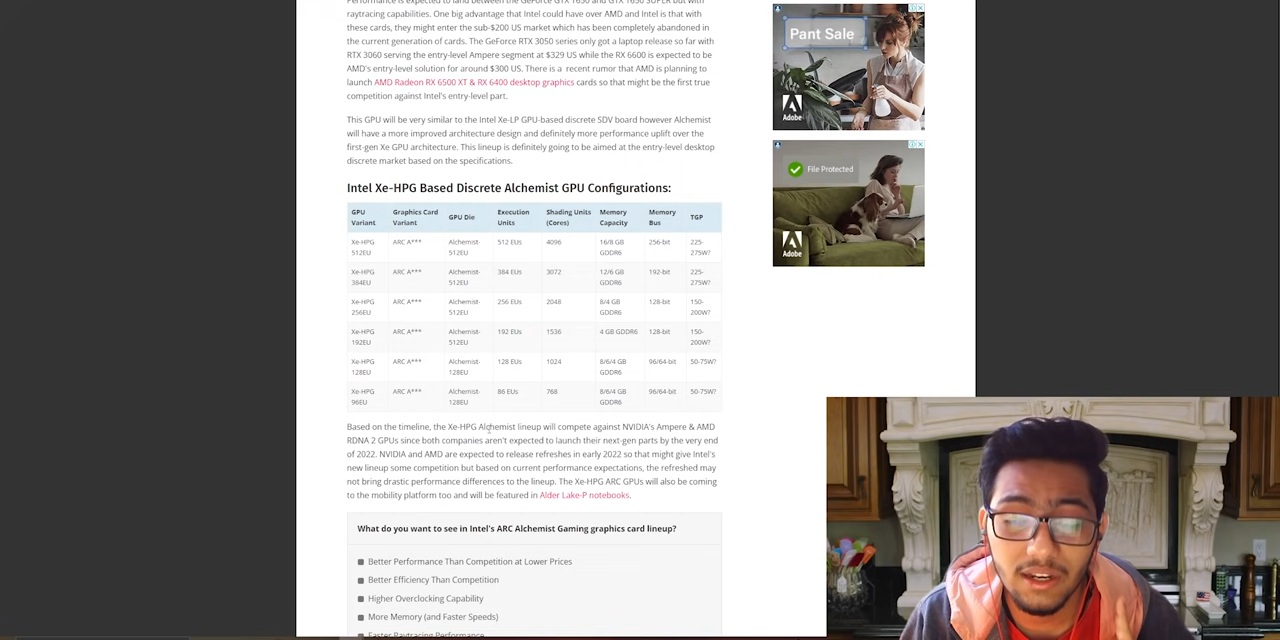 Performance is expected to land between the GeForce GTX 1650 and GTX 1650 SUPER but with
raytracing capabilities. One big advantage that Intel could have over AMD and Intel is that with
these cards, they might enter the sub-$200 US market which has been completely abandoned in
the current generation of cards. The GeForce RTX 3050 series only got a laptop release so far with
RTX 3060 serving the entry-level Ampere segment at $329 US while the RX 6600 is expected to be
AMD's entry-level solution for around $300 US. There is a recent rumor that AMD is planning to
launch AMD Radeon RX 6500 XT & RX 6400 desktop graphics cards so that might be the first true
competition against Intel's entry-level part.
This GPU will be very similar to the Intel Xe-LP GPU-based discrete SDV board however Alchemist
will have a more improved architecture design and definitely more performance uplift over the
first-gen Xe GPU architecture. This lineup is definitely going to be aimed at the entry-level desktop
discrete market based on the specifications.
Intel Xe-HPG Based Discrete Alchemist GPU Configurations:
GPU Variant Graphics Card Variant GPU Die Execution Units Shading Units (Cores) Memory Capacity Memory Bus TGP
Xe-HPG 512EU ARC A*** Alchemist-512EU 512 EUs 4096 16/8 GB GDDR6 256-bit 225-275W?
Xe-HPG 384EU ARC A*** Alchemist-512EU 384 EUs 3072 12/6 GB GDDR6 192-bit 225-275W?
Xe-HPG 256EU ARC A*** Alchemist-512EU 256 EUs 2048 8/4 GB GDDR6 128-bit 150-200W?
Xe-HPG 192EU ARC A*** Alchemist-512EU 192 EUs 1536 4 GB GDDR6 128-bit 150-200W?
Xe-HPG 128EU ARC A*** Alchemist-128EU 128 EUs 1024 8/6/4 GB GDDR6 96/64-bit 50-75W?
Xe-HPG 96EU ARC A*** Alchemist-128EU 86 EUs 768 8/6/4 GB GDDR6 96/64-bit 50-75W?
Based on the timeline, the Xe-HPG Alchemist lineup will compete against NVIDIA's Ampere & AMD
RDNA 2 GPUs since both companies aren't expected to launch their next-gen parts by the very end
of 2022. NVIDIA and AMD are expected to release refreshes in early 2022 so that might give Intel's
new lineup some competition but based on current performance expectations, the refreshed may
not bring drastic performance differences to the lineup. The Xe-HPG ARC GPUs will also be coming
to the mobility platform too and will be featured in Alder Lake-P notebooks.
What do you want to see in Intel's ARC Alchemist Gaming graphics card lineup?
Better Performance Than Competition at Lower Prices
Better Efficiency Than Competition
Higher Overclocking Capability
More Memory (and Faster Speeds)
Faster Raytracing Performance
Pant Sale
Adobe
File Protected
Adobe